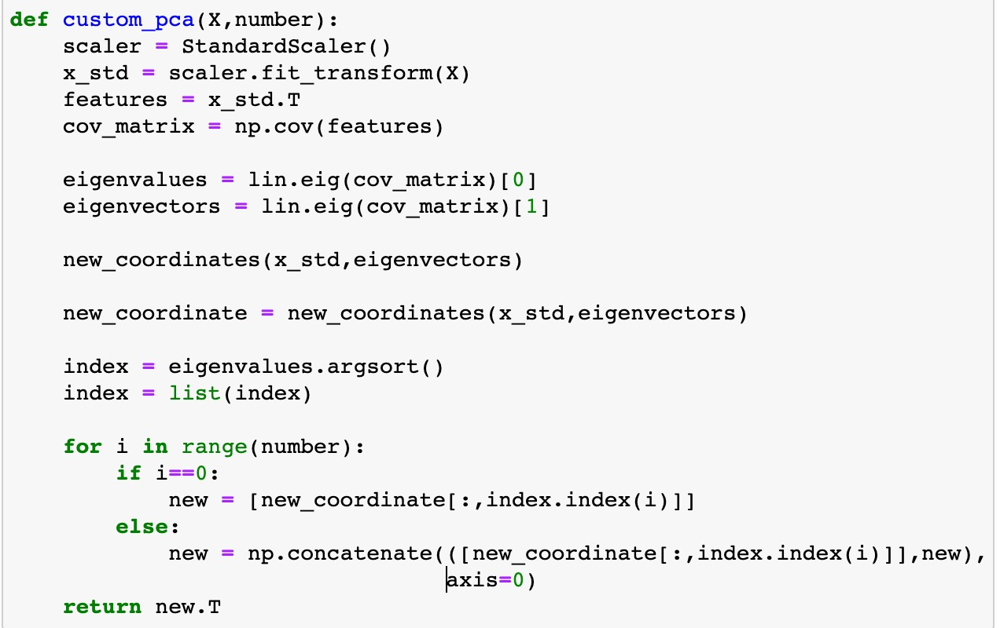 def custom_pca(X,number):
    scaler = StandardScaler()
    x_std = scaler.fit_transform(X)
    features = x_std.T
    cov_matrix = np.cov(features)

    eigenvalues = lin.eig(cov_matrix)[0]
    eigenvectors = lin.eig(cov_matrix)[1]

    new_coordinates(x_std,eigenvectors)

    new_coordinate = new_coordinates(x_std,eigenvectors)

    index = eigenvalues.argsort()
    index = list(index)

    for i in range(number):
        if i==0:
            new = [new_coordinate[:,index.index(i)]]
        else:
            new = np.concatenate(([new_coordinate[:,index.index(i)]],new),
                                 axis=0)
    return new.T